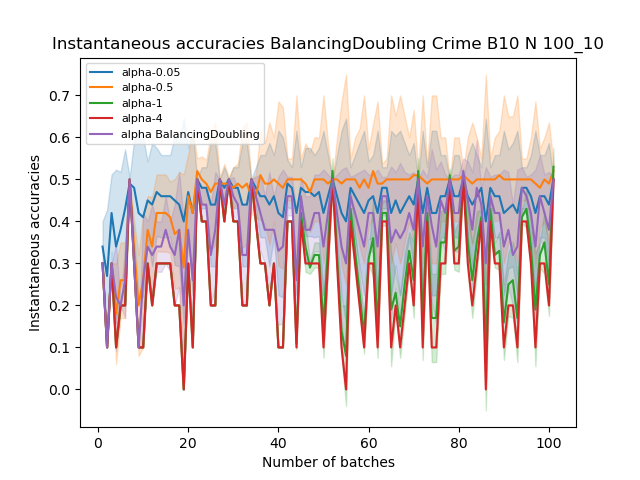 Instantaneous accuracies BalancingDoubling Crime B10 N 100_10
alpha-0.05
alpha-0.5
alpha-1
alpha-4
alpha BalancingDoubling
Instantaneous accuracies
0.7
0.6
0.5
0.4
0.3
0.2
0.1
0.0
0 20 40 60 80 100
Number of batches